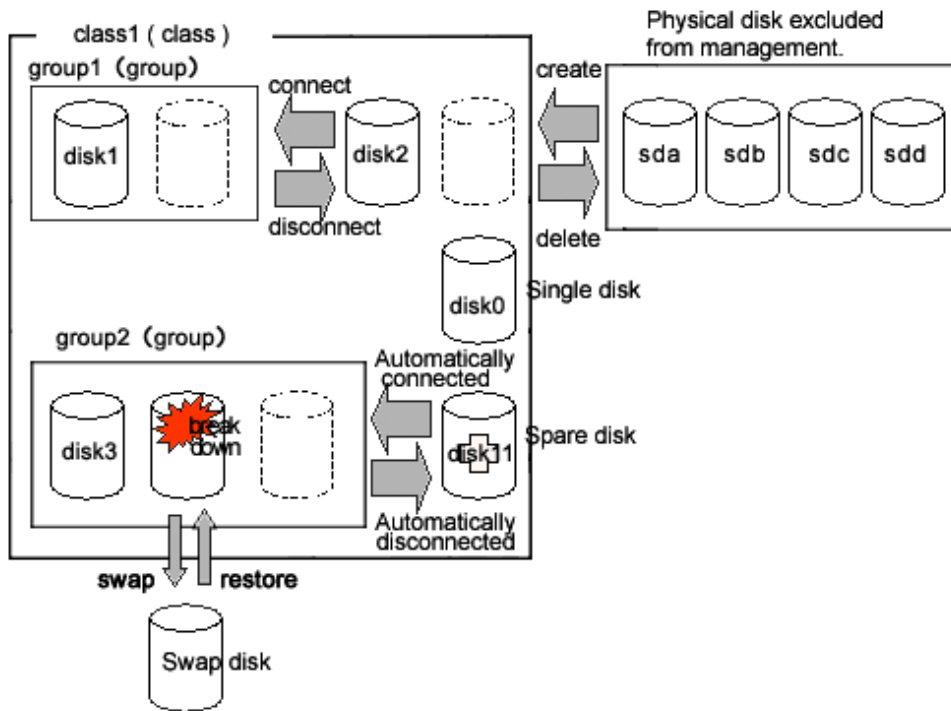 class1 ( class )
Physical disk excluded
from management.
group1 (group)
connect
create
disk1
disk2
sda
sdb
sdc
sdd
disconnect
delete
disk0
Single disk
group2 (group)
Automatically
connected
disk3
break
down
disk11
Spare disk
Automatically
disconnected
swap
restore
Swap disk